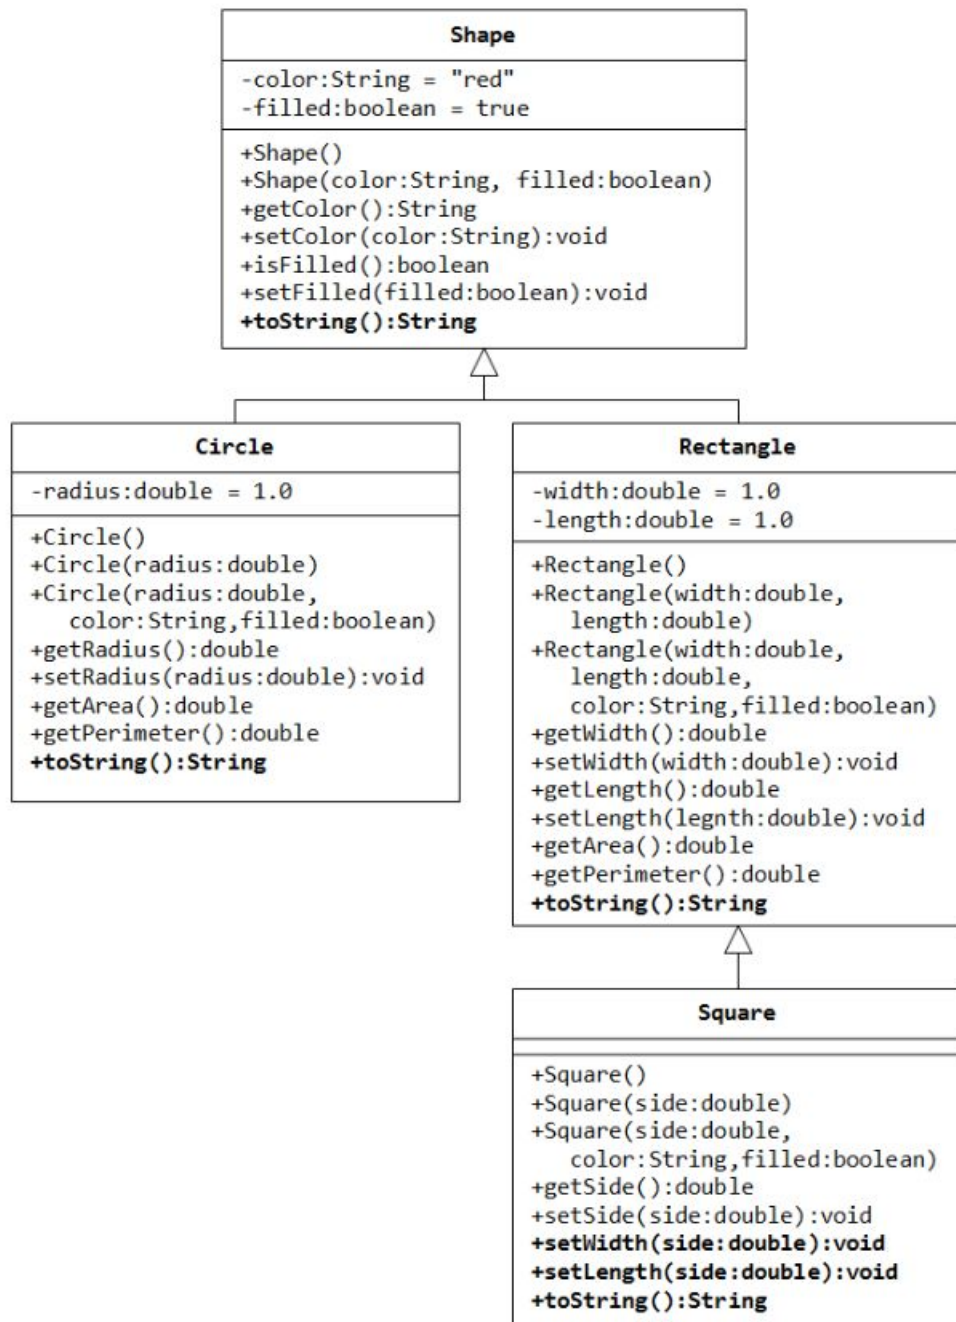 Shape
-color:String = "red"
-filled:boolean = true
+Shape()
+Shape(color:String, filled:boolean)
+getColor():String
+setColor(color:String):void
+isFilled():boolean
+setFilled(filled:boolean):void
+toString():String
Circle
-radius:double = 1.0
+Circle()
+Circle(radius:double)
+Circle(radius:double,
color:String,filled:boolean)
+getRadius():double
+setRadius(radius:double):void
+getArea():double
+getPerimeter():double
+toString():String
Rectangle
-width:double = 1.0
-length:double = 1.0
+Rectangle()
+Rectangle(width:double,
length:double)
+Rectangle(width:double,
length:double,
color:String,filled:boolean)
+getWidth():double
+setWidth(width:double):void
+getLength():double
+setLength(legnth:double):void
+getArea():double
+getPerimeter():double
+toString():String
Square
+Square()
+Square(side:double)
+Square(side:double,
color:String,filled:boolean)
+getSide():double
+setSide(side:double):void
+setWidth(side:double):void
+setLength(side:double):void
+toString():String